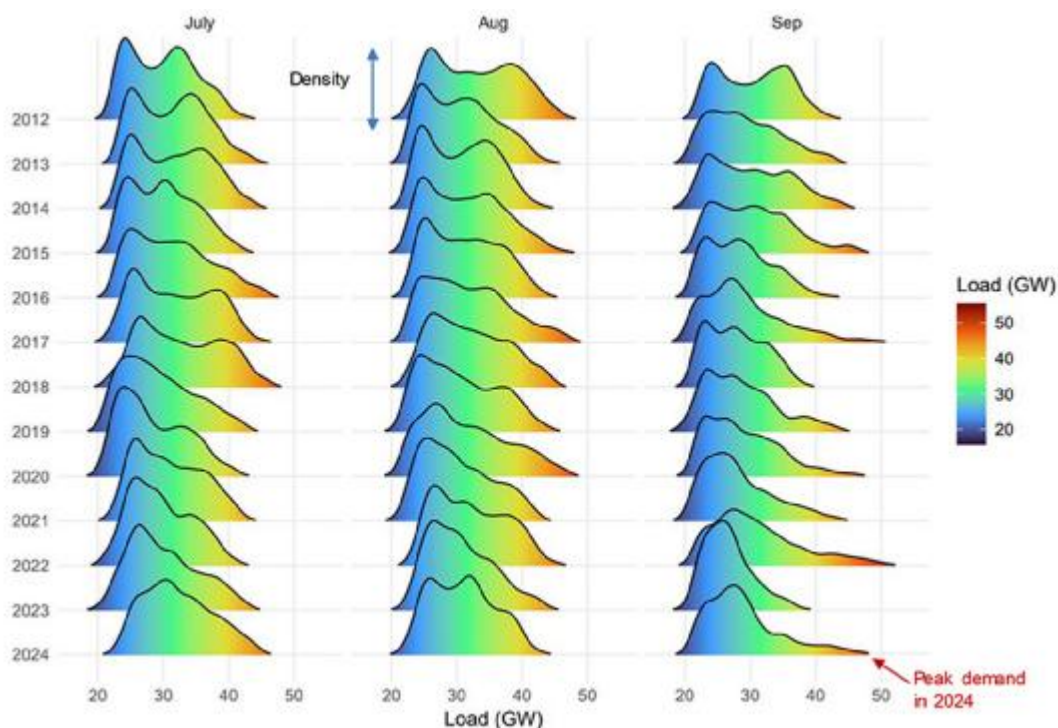 July Aug Sep
Density
2012
2013
2014
2015
2016
2017
2018
2019
2020
2021
2022
2023
2024
Load (GW)
50
40
30
20
20 30 40 50 20 30 40 50 20 30 40 50
Load (GW)
Peak demand
in 2024